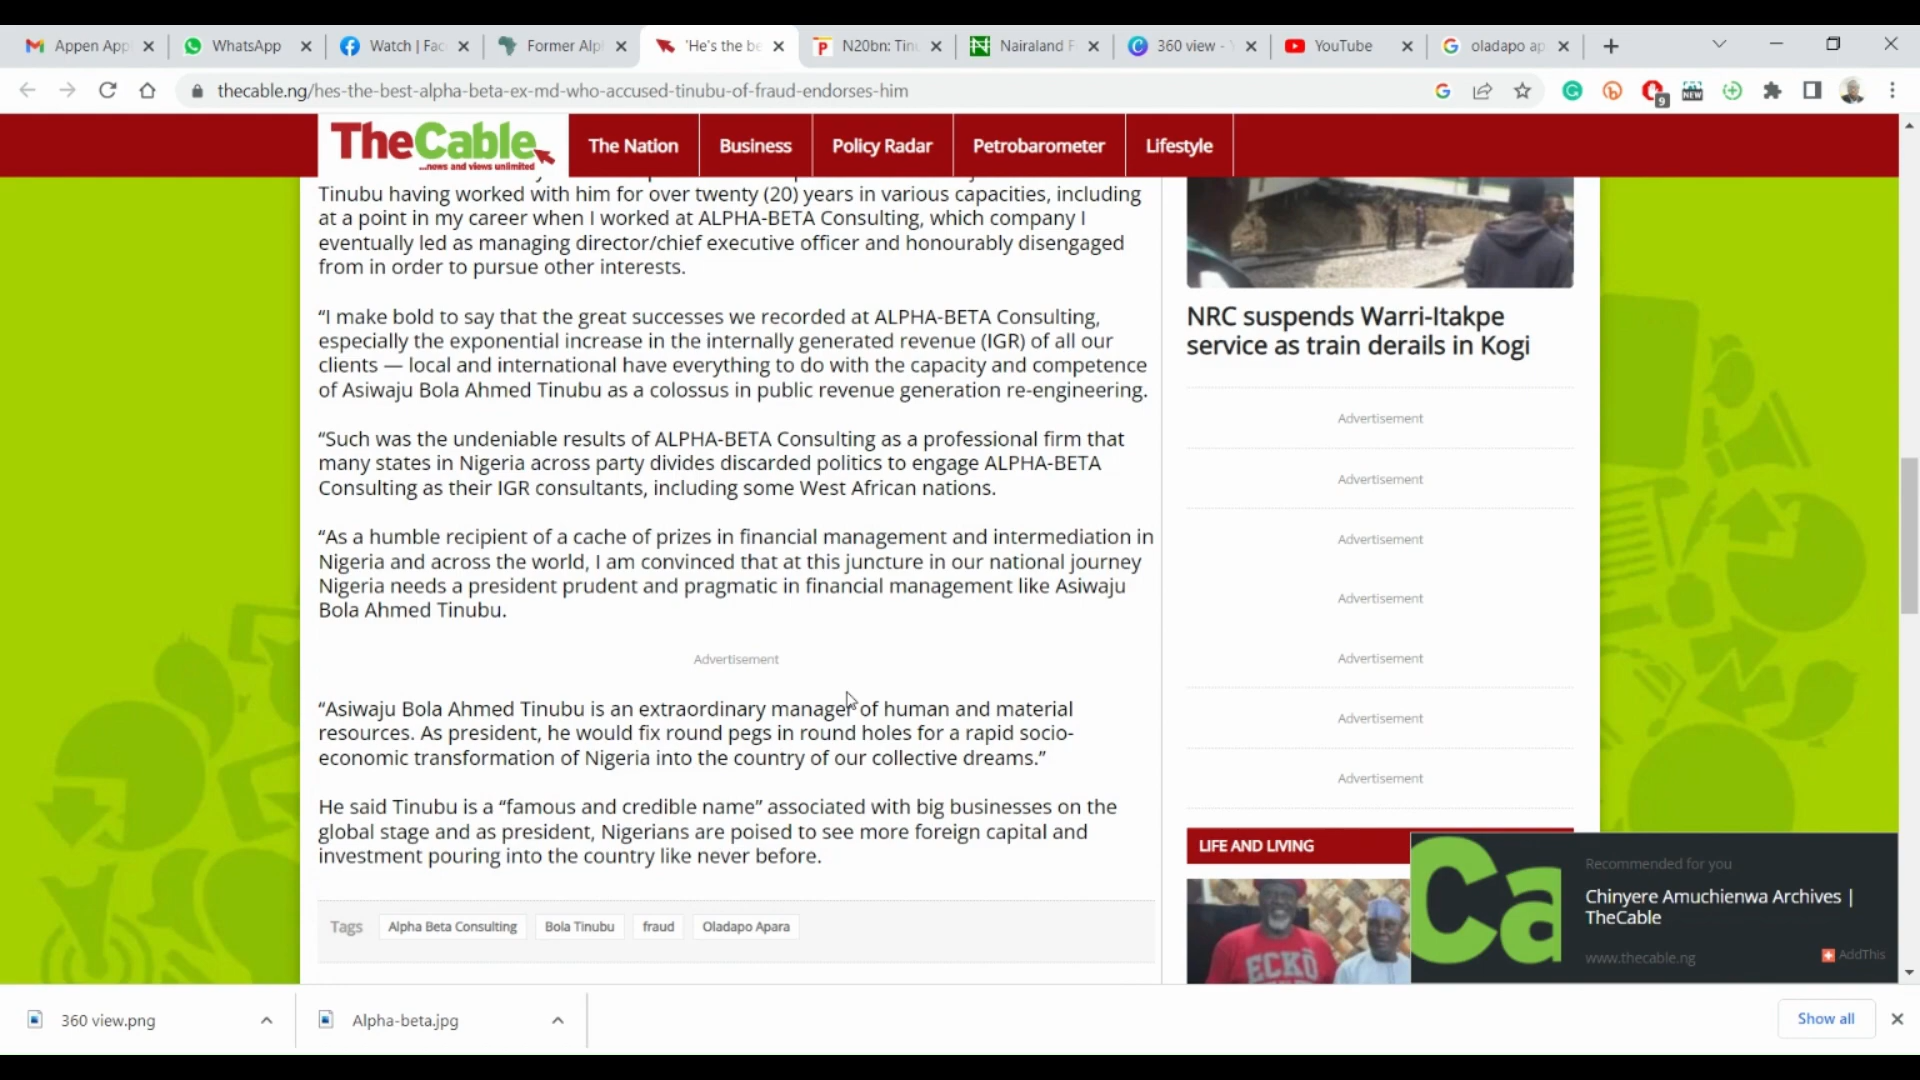 Appen App
WhatsApp
Watch | Fac
Former Alp
'He's the be
N20bn: Tinu
Nairaland F
360 view -
YouTube
oladapo ap
thecable.ng/hes-the-best-alpha-beta-ex-md-who-accused-tinubu-of-fraud-endorses-him
9
NEW
TheCable
...news and views unlimited
The Nation
Business
Policy Radar
Petrobarometer
Lifestyle
Tinubu having worked with him for over twenty (20) years in various capacities, including
at a point in my career when I worked at ALPHA-BETA Consulting, which company I
eventually led as managing director/chief executive officer and honourably disengaged
from in order to pursue other interests.
“I make bold to say that the great successes we recorded at ALPHA-BETA Consulting,
especially the exponential increase in the internally generated revenue (IGR) of all our
clients — local and international have everything to do with the capacity and competence
of Asiwaju Bola Ahmed Tinubu as a colossus in public revenue generation re-engineering.
“Such was the undeniable results of ALPHA-BETA Consulting as a professional firm that
many states in Nigeria across party divides discarded politics to engage ALPHA-BETA
Consulting as their IGR consultants, including some West African nations.
“As a humble recipient of a cache of prizes in financial management and intermediation in
Nigeria and across the world, I am convinced that at this juncture in our national journey
Nigeria needs a president prudent and pragmatic in financial management like Asiwaju
Bola Ahmed Tinubu.
Advertisement
“Asiwaju Bola Ahmed Tinubu is an extraordinary manager of human and material
resources. As president, he would fix round pegs in round holes for a rapid socio-
economic transformation of Nigeria into the country of our collective dreams.”
He said Tinubu is a “famous and credible name” associated with big businesses on the
global stage and as president, Nigerians are poised to see more foreign capital and
investment pouring into the country like never before.
Tags
Alpha Beta Consulting
Bola Tinubu
fraud
Oladapo Apara
NRC suspends Warri-Itakpe
service as train derails in Kogi
Advertisement
Advertisement
Advertisement
Advertisement
Advertisement
Advertisement
Advertisement
LIFE AND LIVING
ECKŌ
Ca
Recommended for you
Chinyere Amuchienwa Archives |
TheCable
www.thecable.ng
AddThis
360 view.png
Alpha-beta.jpg
Show all